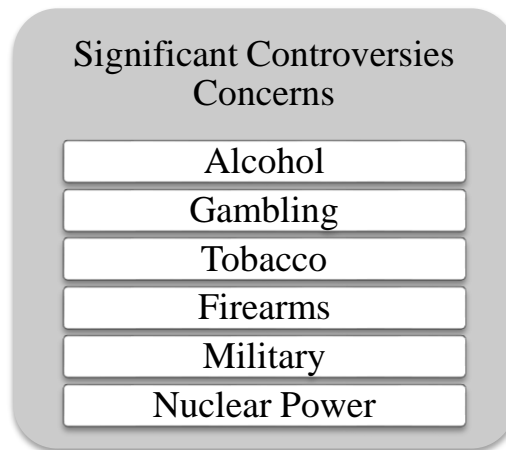 Significant Controversies
Concerns
Alcohol
Gambling
Tobacco
Firearms
Military
Nuclear Power